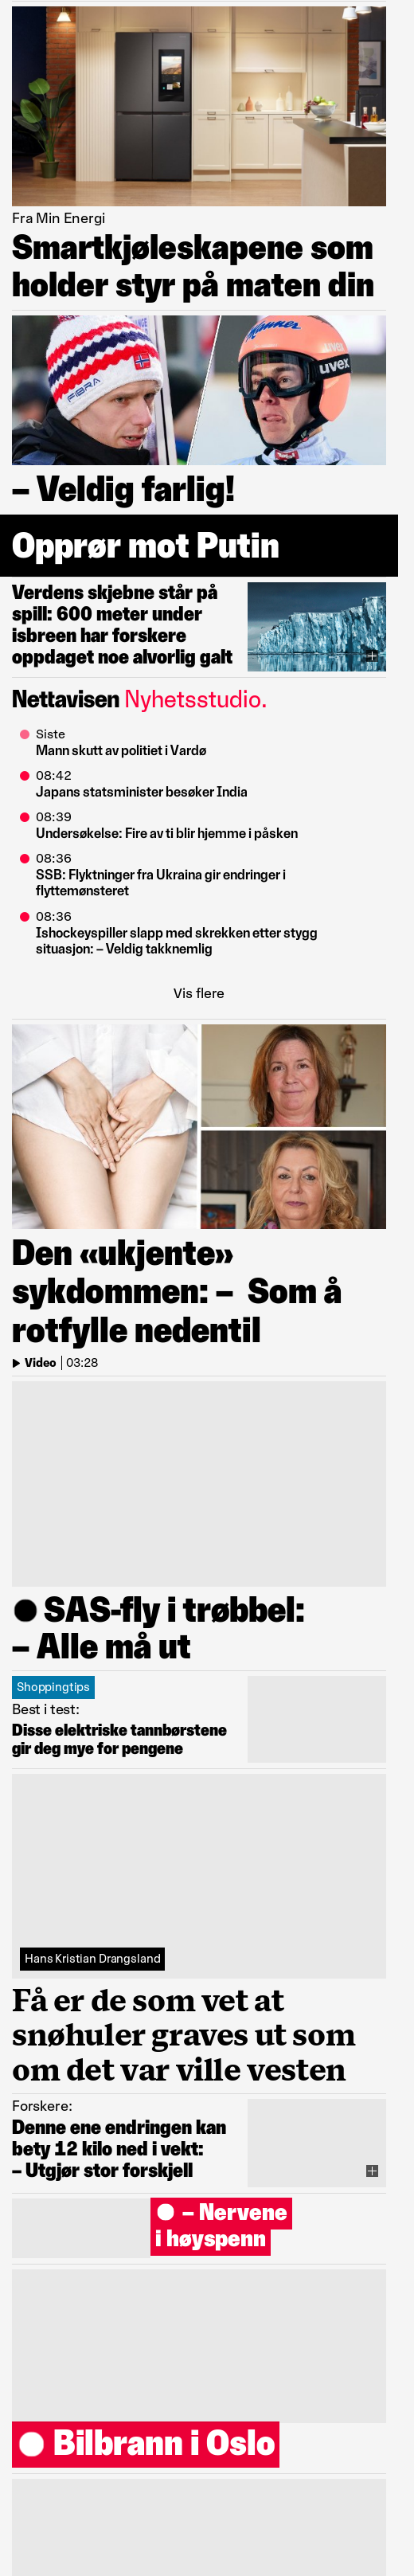 Fra Min Energi
Smartkjøleskapene som
holder styr på maten din
FIBRA
Manner
uvex
– Veldig farlig!
Opprør mot Putin
Verdens skjebne står på
spill: 600 meter under
isbreen har forskere
oppdaget noe alvorlig galt
Nettavisen Nyhetsstudio.
Siste
Mann skutt av politiet i Vardø
08:42
Japans statsminister besøker India
08:39
Undersøkelse: Fire av ti blir hjemme i påsken
08:36
SSB: Flyktninger fra Ukraina gir endringer i
flyttemønsteret
08:36
Ishockeyspiller slapp med skrekken etter stygg
situasjon: – Veldig takknemlig
Vis flere
Den «ukjente»
sykdommen: – Som å
rotfylle nedentil
Video | 03:28
SAS-fly i trøbbel:
– Alle må ut
Shoppingtips
Best i test:
Disse elektriske tannbørstene
gir deg mye for pengene
Hans Kristian Drangsland
Få er de som vet at
snøhuler graves ut som
om det var ville vesten
Forskere:
Denne ene endringen kan
bety 12 kilo ned i vekt:
– Utgjør stor forskjell
– Nervene
i høyspenn
Bilbrann i Oslo